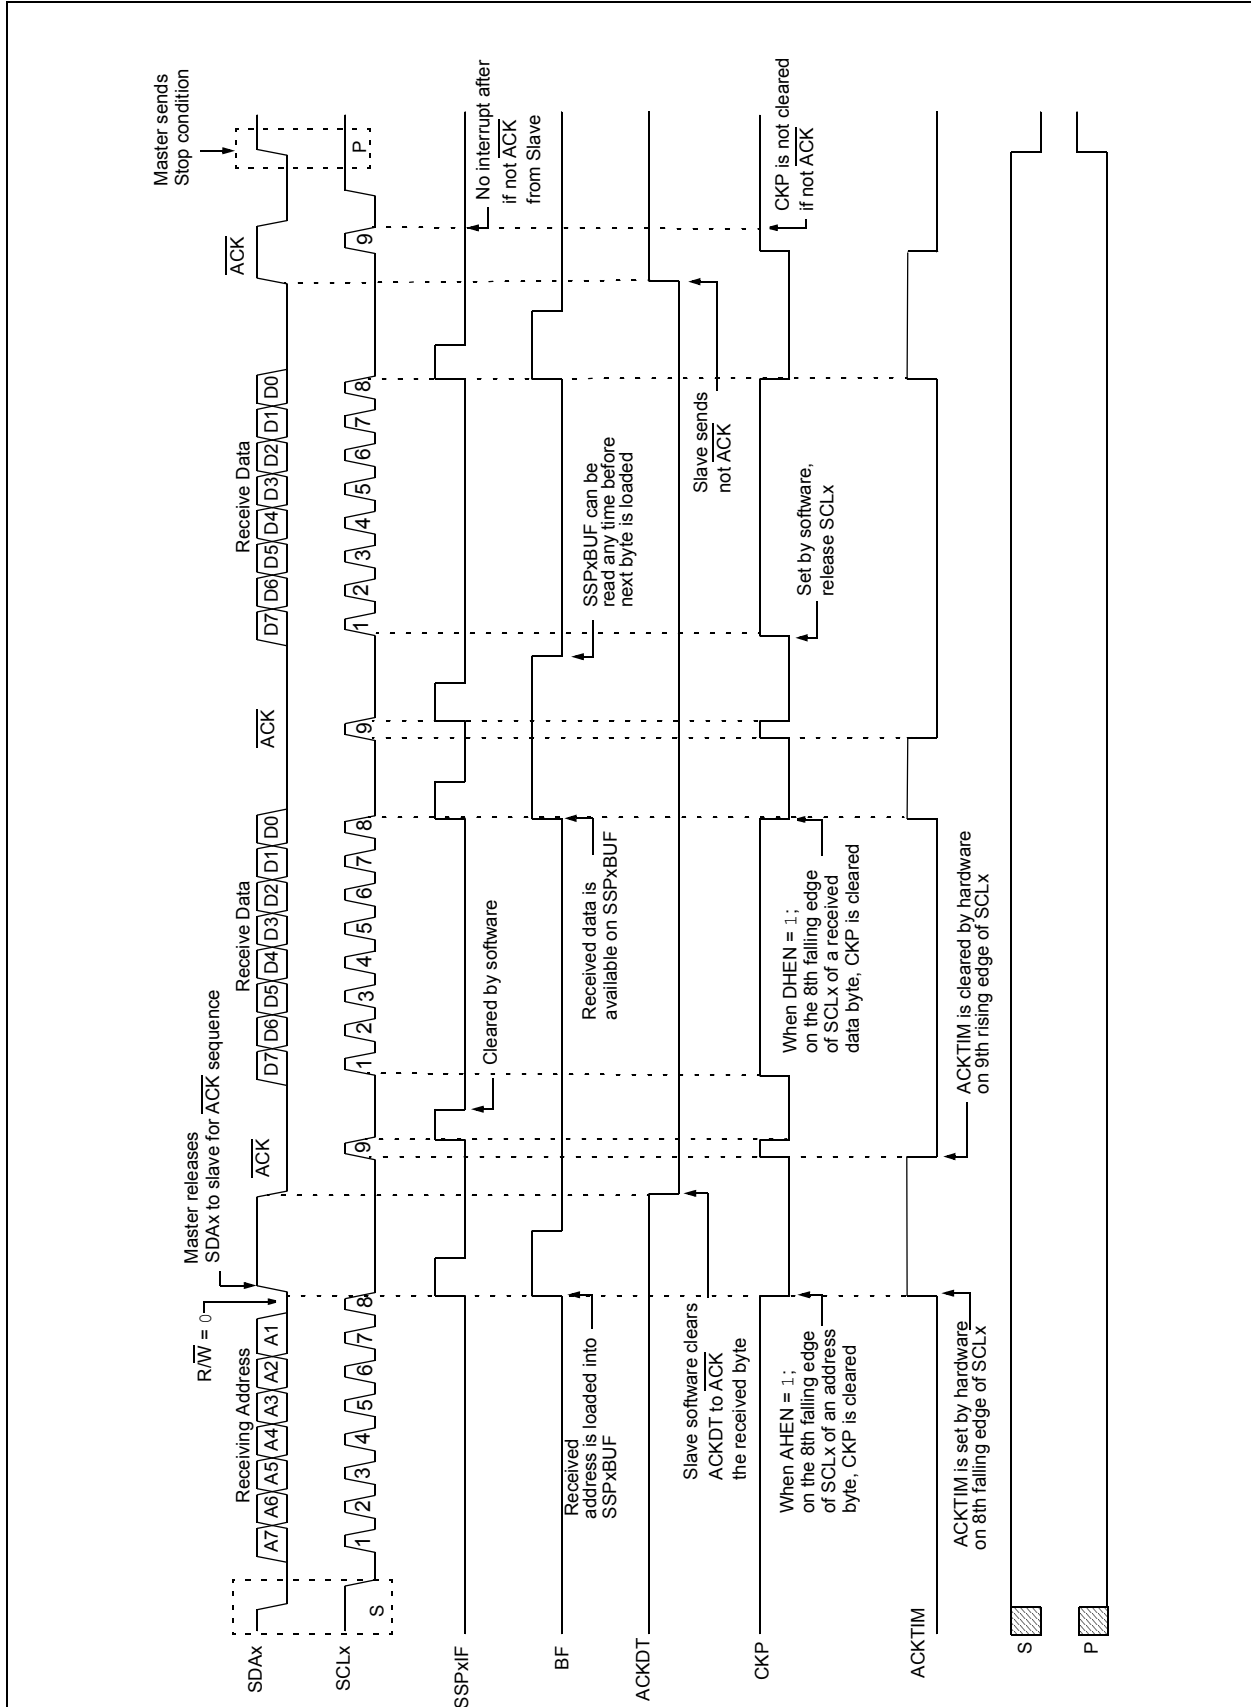 Master sends
Stop condition
Master releases
SDAx to slave for ACK sequence
R/W = 0
Receiving Address
Receive Data
Receive Data
ACK
ACK
ACK
SDAx
A7 A6 A5 A4 A3 A2 A1
D7 D6 D5 D4 D3 D2 D1 D0
D7 D6 D5 D4 D3 D2 D1 D0
SCLx
S
1 2 3 4 5 6 7 8 9
1 2 3 4 5 6 7 8 9
1 2 3 4 5 6 7 8 9
P
SSPxIF
Cleared by software
No interrupt after
if not ACK
from Slave
BF
Received
address is loaded into
SSPxBUF
Received data is
available on SSPxBUF
SSPxBUF can be
read any time before
next byte is loaded
ACKDT
Slave software clears
ACKDT to ACK
the received byte
Slave sends
not ACK
CKP
When AHEN = 1;
on the 8th falling edge
of SCLx of an address
byte, CKP is cleared
When DHEN = 1;
on the 8th falling edge
of SCLx of a received
data byte, CKP is cleared
Set by software,
release SCLx
CKP is not cleared
if not ACK
ACKTIM
ACKTIM is set by hardware
on 8th falling edge of SCLx
ACKTIM is cleared by hardware
on 9th rising edge of SCLx
S
P